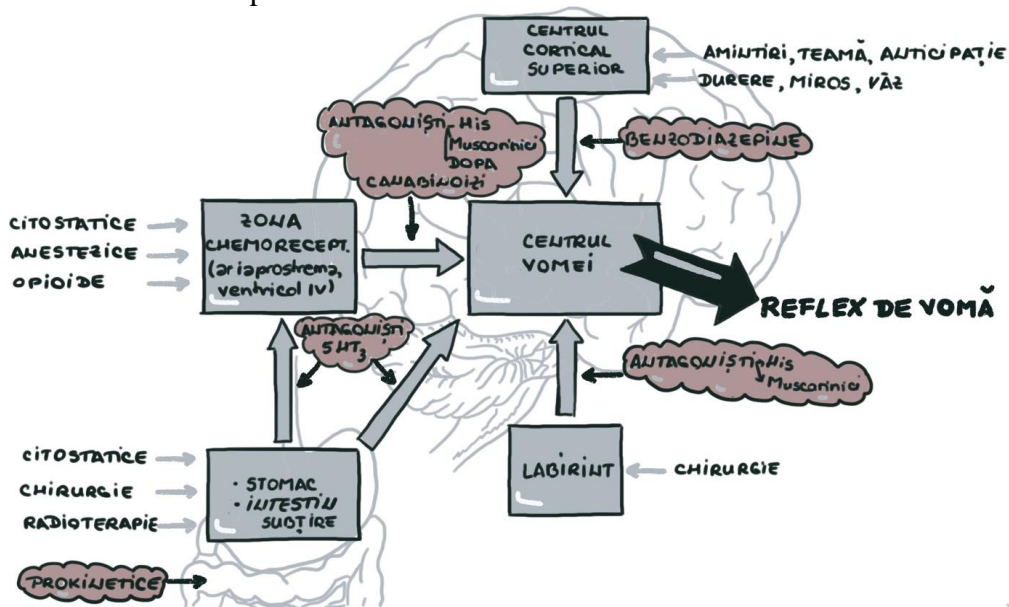 CENTRUL
CORTICAL
SUPERIOR
AMINTIRI, TEAMĂ, ANTICIPAȚIE
DURERE, MIROS, VĂZ
ANTAGONIȘTI His
Muscarinici
DOPA
CANABINOIZI
BENZODIAZEPINE
CITOSTATICE
ANESTEZICE
OPIOIDE
ZONA
CHEMORECEPT.
(ariaprostrema,
ventricol IV)
CENTRUL
VOMEI
REFLEX DE VOMĂ
ANTAGONIȘTI
5HT3
ANTAGONIȘTI His
Muscarinici
CITOSTATICE
CHIRURGIE
RADIOTERAPIE
· STOMAC
· INTESTIN
SUBȚIRE
LABIRINT
CHIRURGIE
PROKINETICE